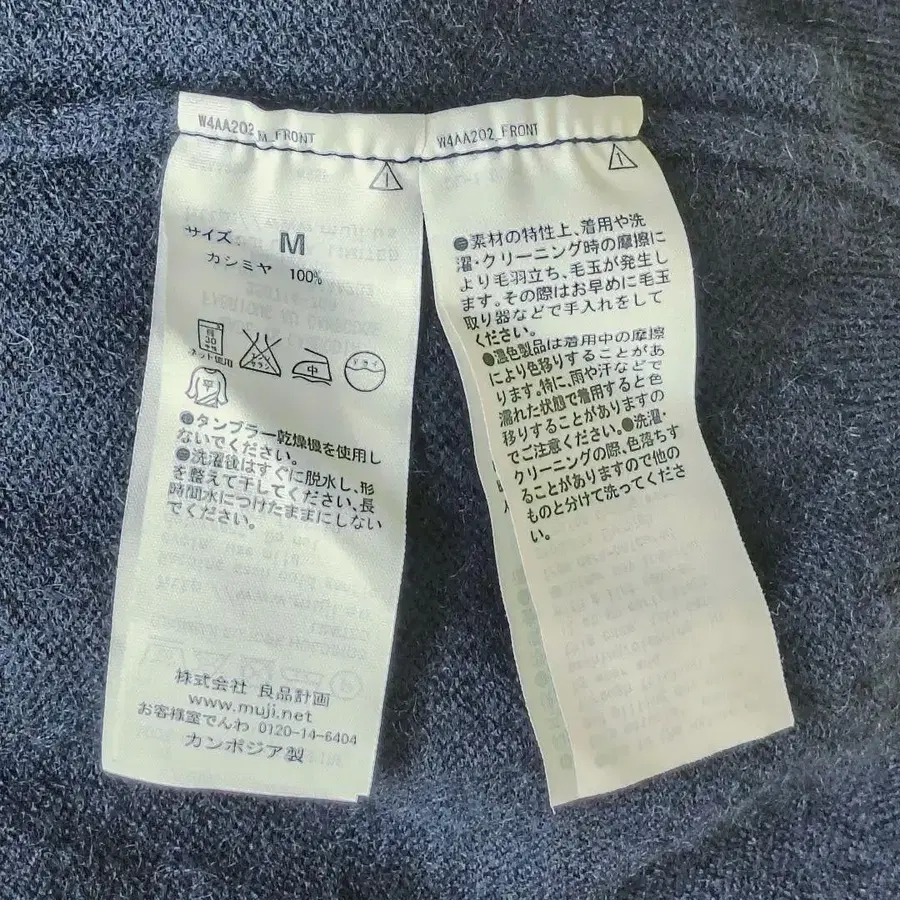 W4AA202 M_FRONT
サイズ M
カシミヤ 100%
ネット使用
中
ドライ
平
●タンブラー乾燥機を使用し
ないでください。
●洗濯後はすぐに脱水し、形
を整えて干してください、長
時間水につけたままにしない
でください。
株式会社 良品計画
www.muji.net
お客様室でんわ 0120-14-6404
カンボジア製
W4AA202_FRONT
●素材の特性上、着用や洗
濯・クリーニング時の摩擦に
より毛羽立ち、毛玉が発生し
ます。その際はお早めに毛玉
取り器などで手入れをして
ください。
●濃色製品は着用中の摩擦
により色移りすることがあ
ります。特に、雨や汗などで
濡れた状態で着用すると色
移りすることがありますの
でご注意ください。●洗濯・
クリーニングの際、色落ちす
ることがありますので他の
ものと分けて洗ってくださ
い。